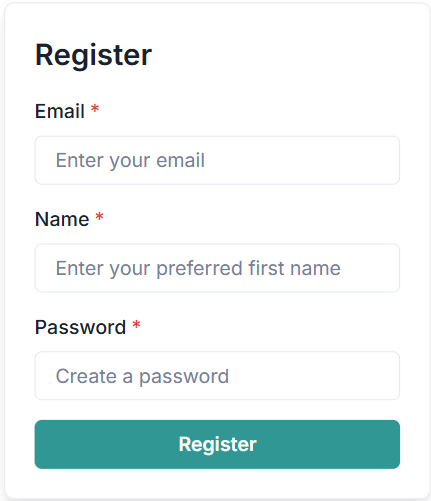 Register
Email *
Enter your email
Name *
Enter your preferred first name
Password *
Create a password
Register